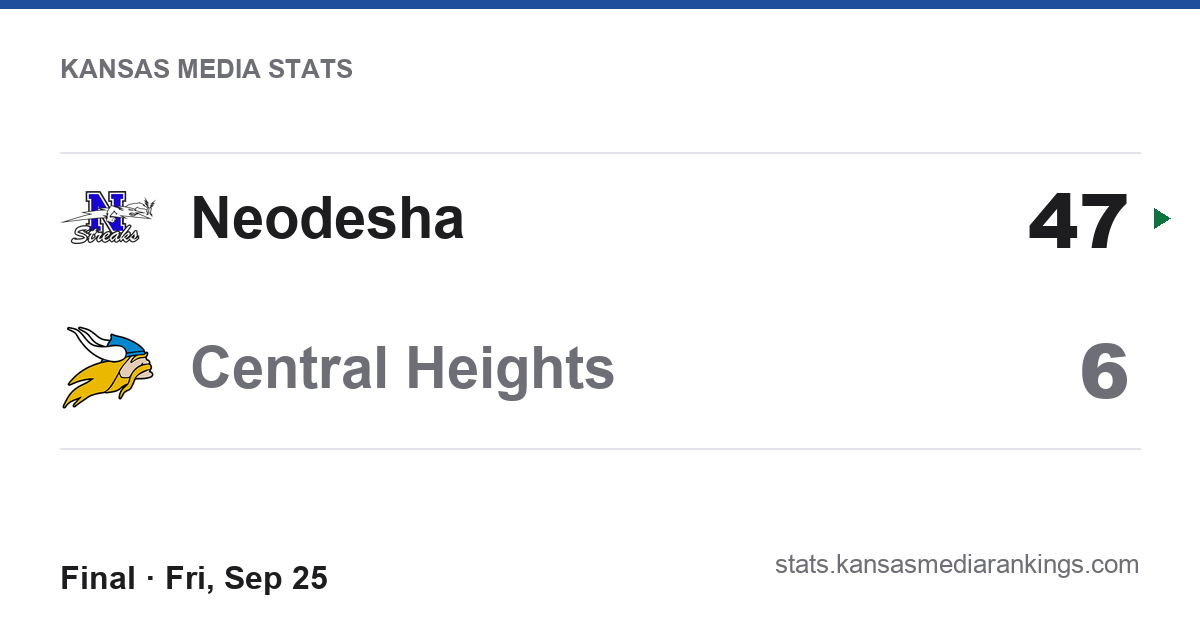 KANSAS MEDIA STATS
N
Streaks
Neodesha
47
Central Heights
6
Final · Fri, Sep 25
stats.kansasmediarankings.com